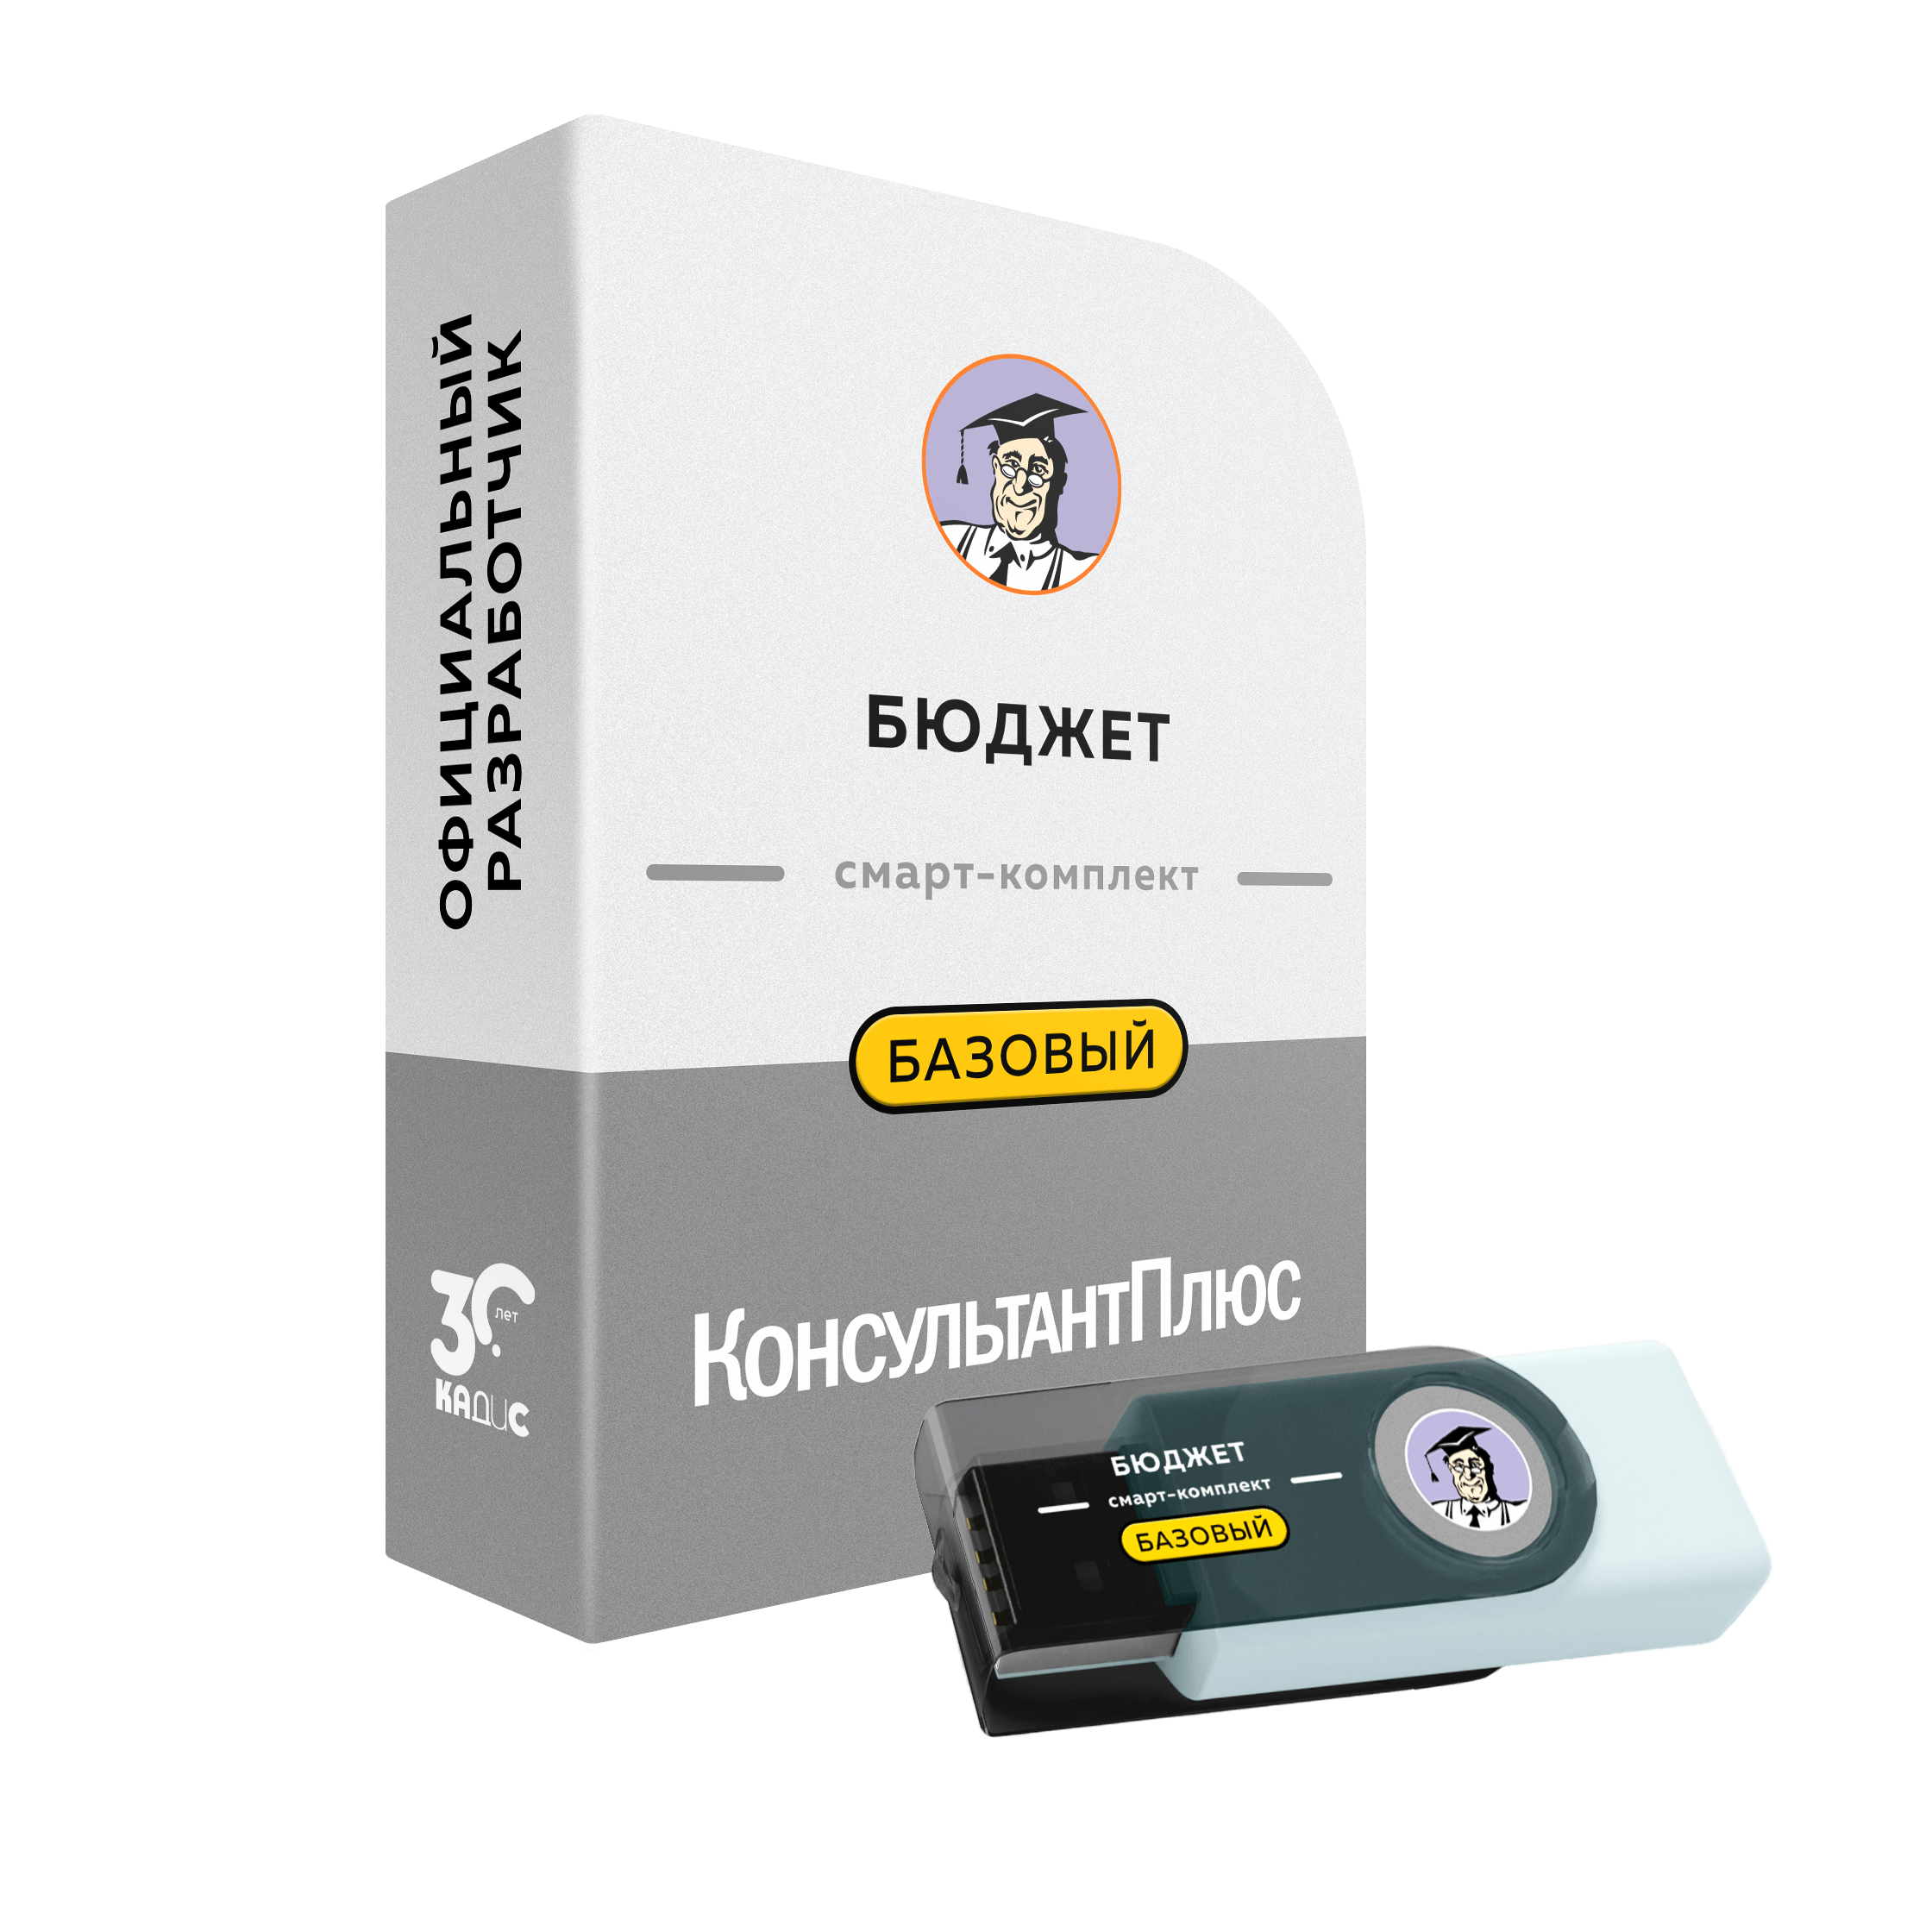 ОФИЦИАЛЬНЫЙ
РАЗРАБОТЧИК
30 лет
КАДИС
БЮДЖЕТ
смарт-комплект
БАЗОВЫЙ
КонсультантПлюс
БЮДЖЕТ
смарт-комплект
БАЗОВЫЙ